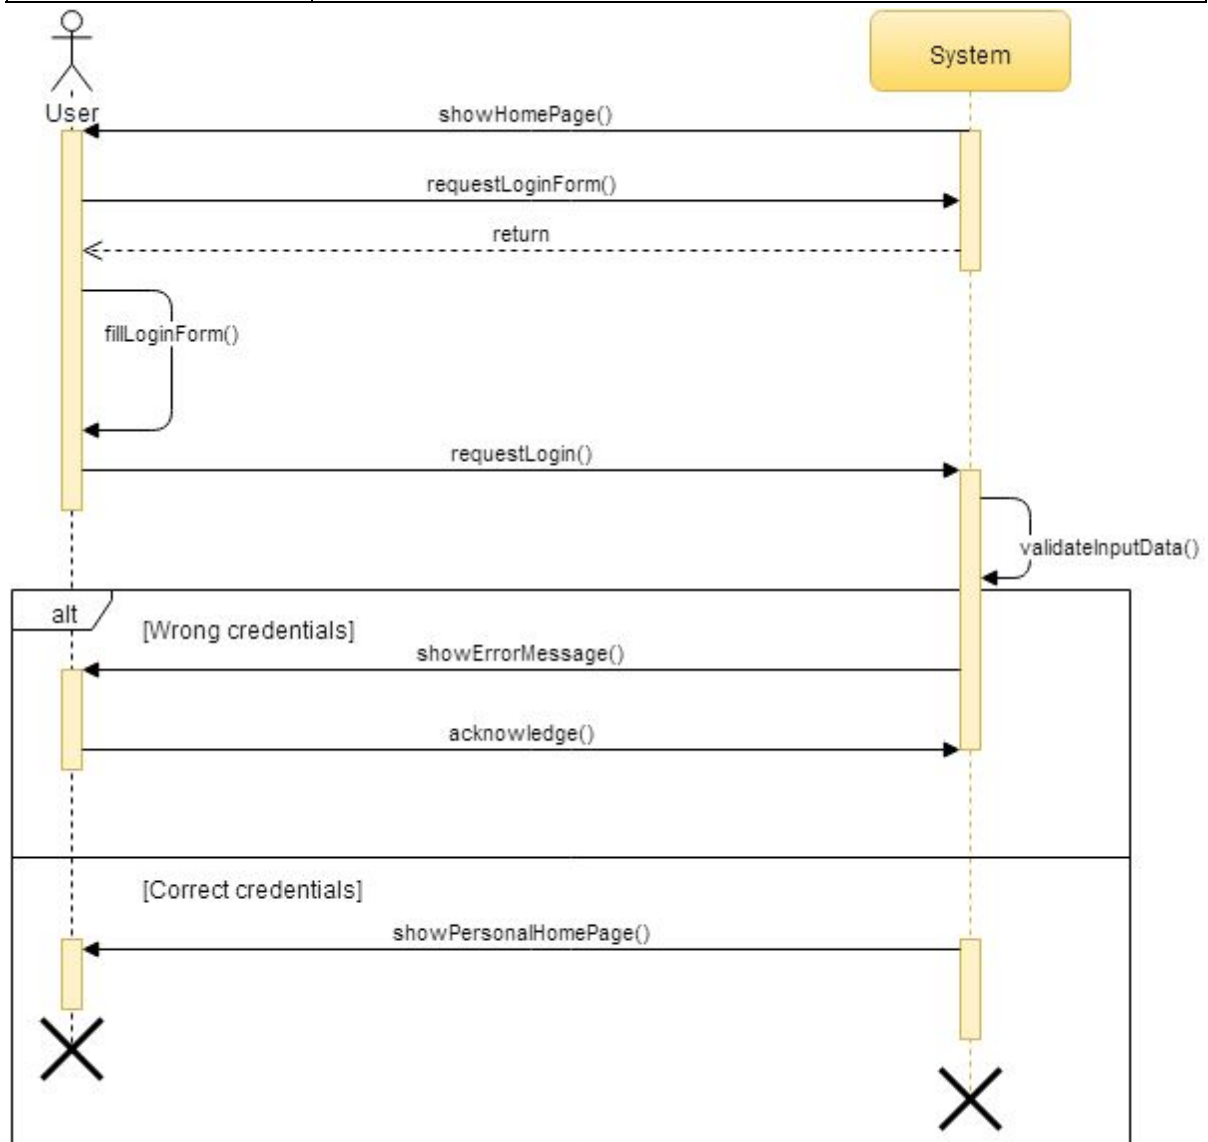 System
User
showHomePage()
requestLoginForm()
return
fillLoginForm()
requestLogin()
validateInputData()
alt
[Wrong credentials]
showErrorMessage()
acknowledge()
[Correct credentials]
showPersonalHomePage()